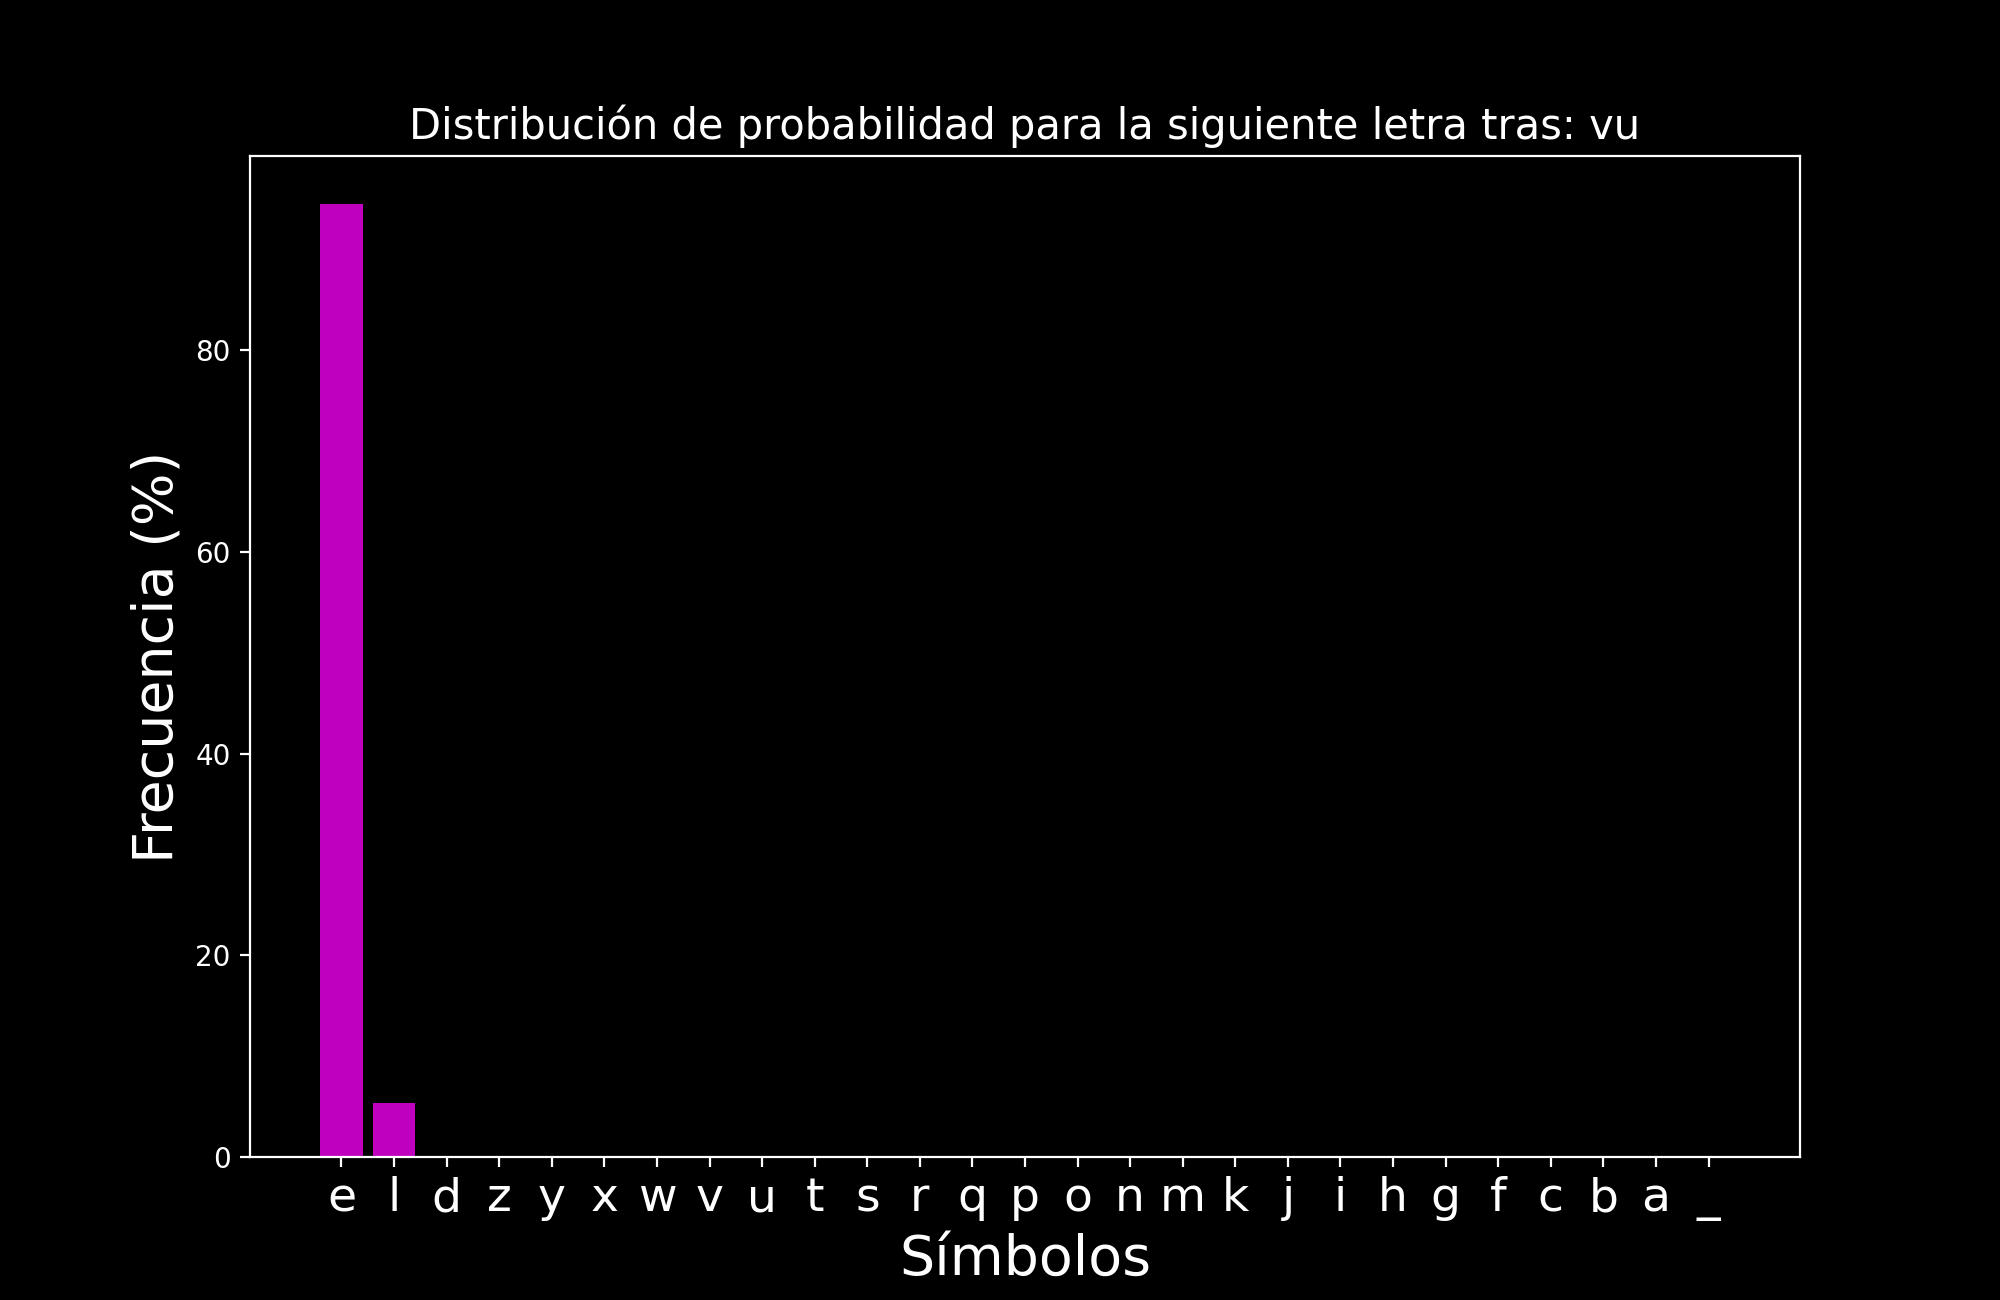 Distribución de probabilidad para la siguiente letra tras: vu
Frecuencia (%)
80
60
40
20
0
e l d z y x w v u t s r q p o n m k j i h g f c b a _
Símbolos